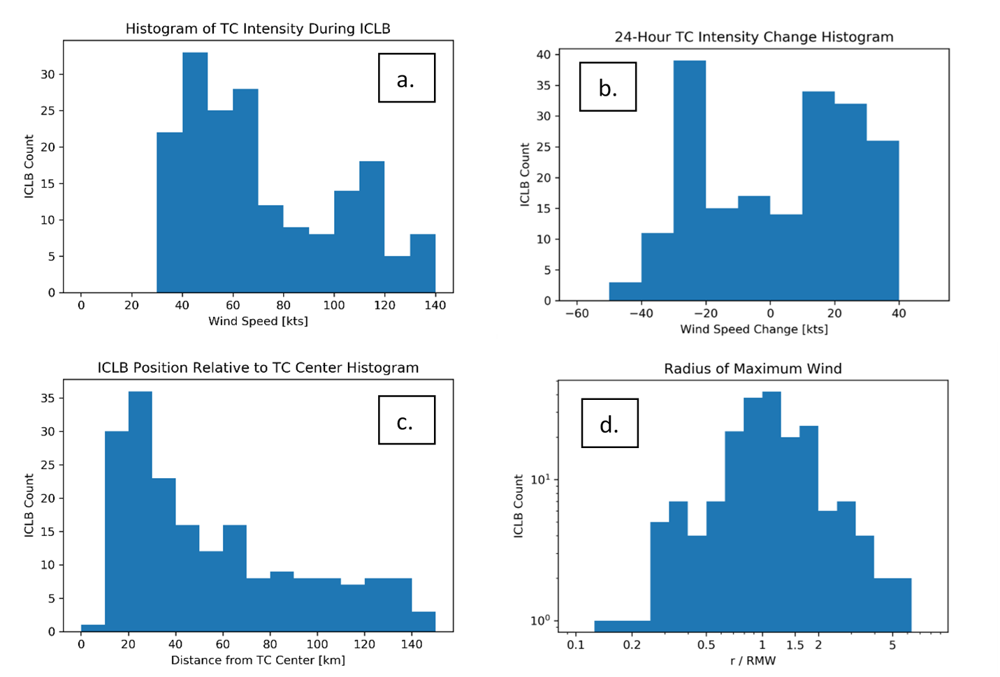 Histogram of TC Intensity During ICLB
a.
ICLB Count
30
25
20
15
10
5
0
0 20 40 60 80 100 120 140
Wind Speed [kts]
24-Hour TC Intensity Change Histogram
b.
ICLB Count
40
35
30
25
20
15
10
5
0
−60 −40 −20 0 20 40
Wind Speed Change [kts]
ICLB Position Relative to TC Center Histogram
c.
ICLB Count
35
30
25
20
15
10
5
0
0 20 40 60 80 100 120 140
Distance from TC Center [km]
Radius of Maximum Wind
d.
ICLB Count
10¹
10⁰
0.1 0.2 0.5 1 1.5 2 5
r / RMW